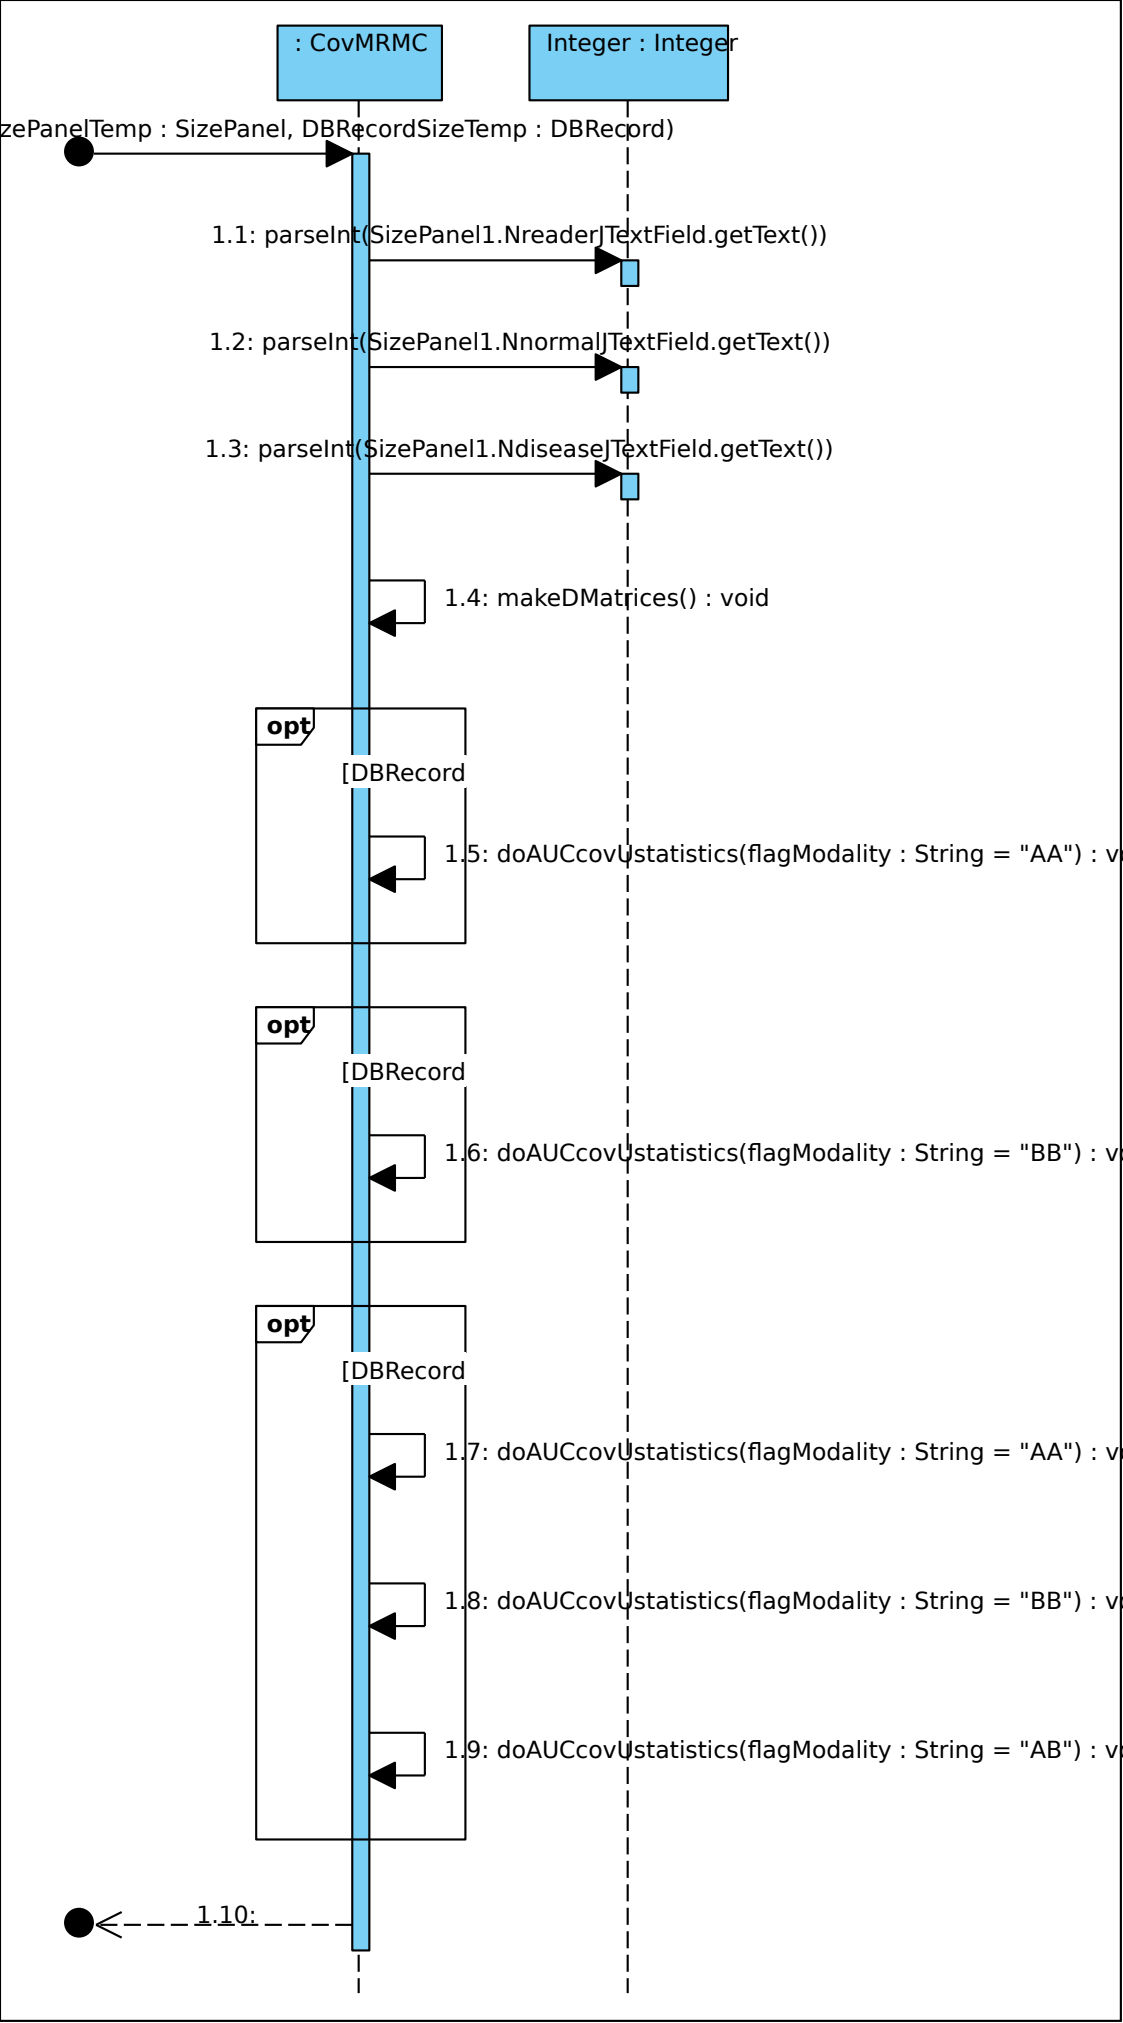 : CovMRMC
Integer : Integer
zePanelTemp : SizePanel, DBRecordSizeTemp : DBRecord)
1.1: parseInt(SizePanel1.NreaderJTextField.getText())
1.2: parseInt(SizePanel1.NnormalJTextField.getText())
1.3: parseInt(SizePanel1.NdiseaseJTextField.getText())
1.4: makeDMatrices() : void
opt
[DBRecord
1.5: doAUCcovUstatistics(flagModality : String = "AA") : v
opt
[DBRecord
1.6: doAUCcovUstatistics(flagModality : String = "BB") : v
opt
[DBRecord
1.7: doAUCcovUstatistics(flagModality : String = "AA") : v
1.8: doAUCcovUstatistics(flagModality : String = "BB") : v
1.9: doAUCcovUstatistics(flagModality : String = "AB") : v
1.10: